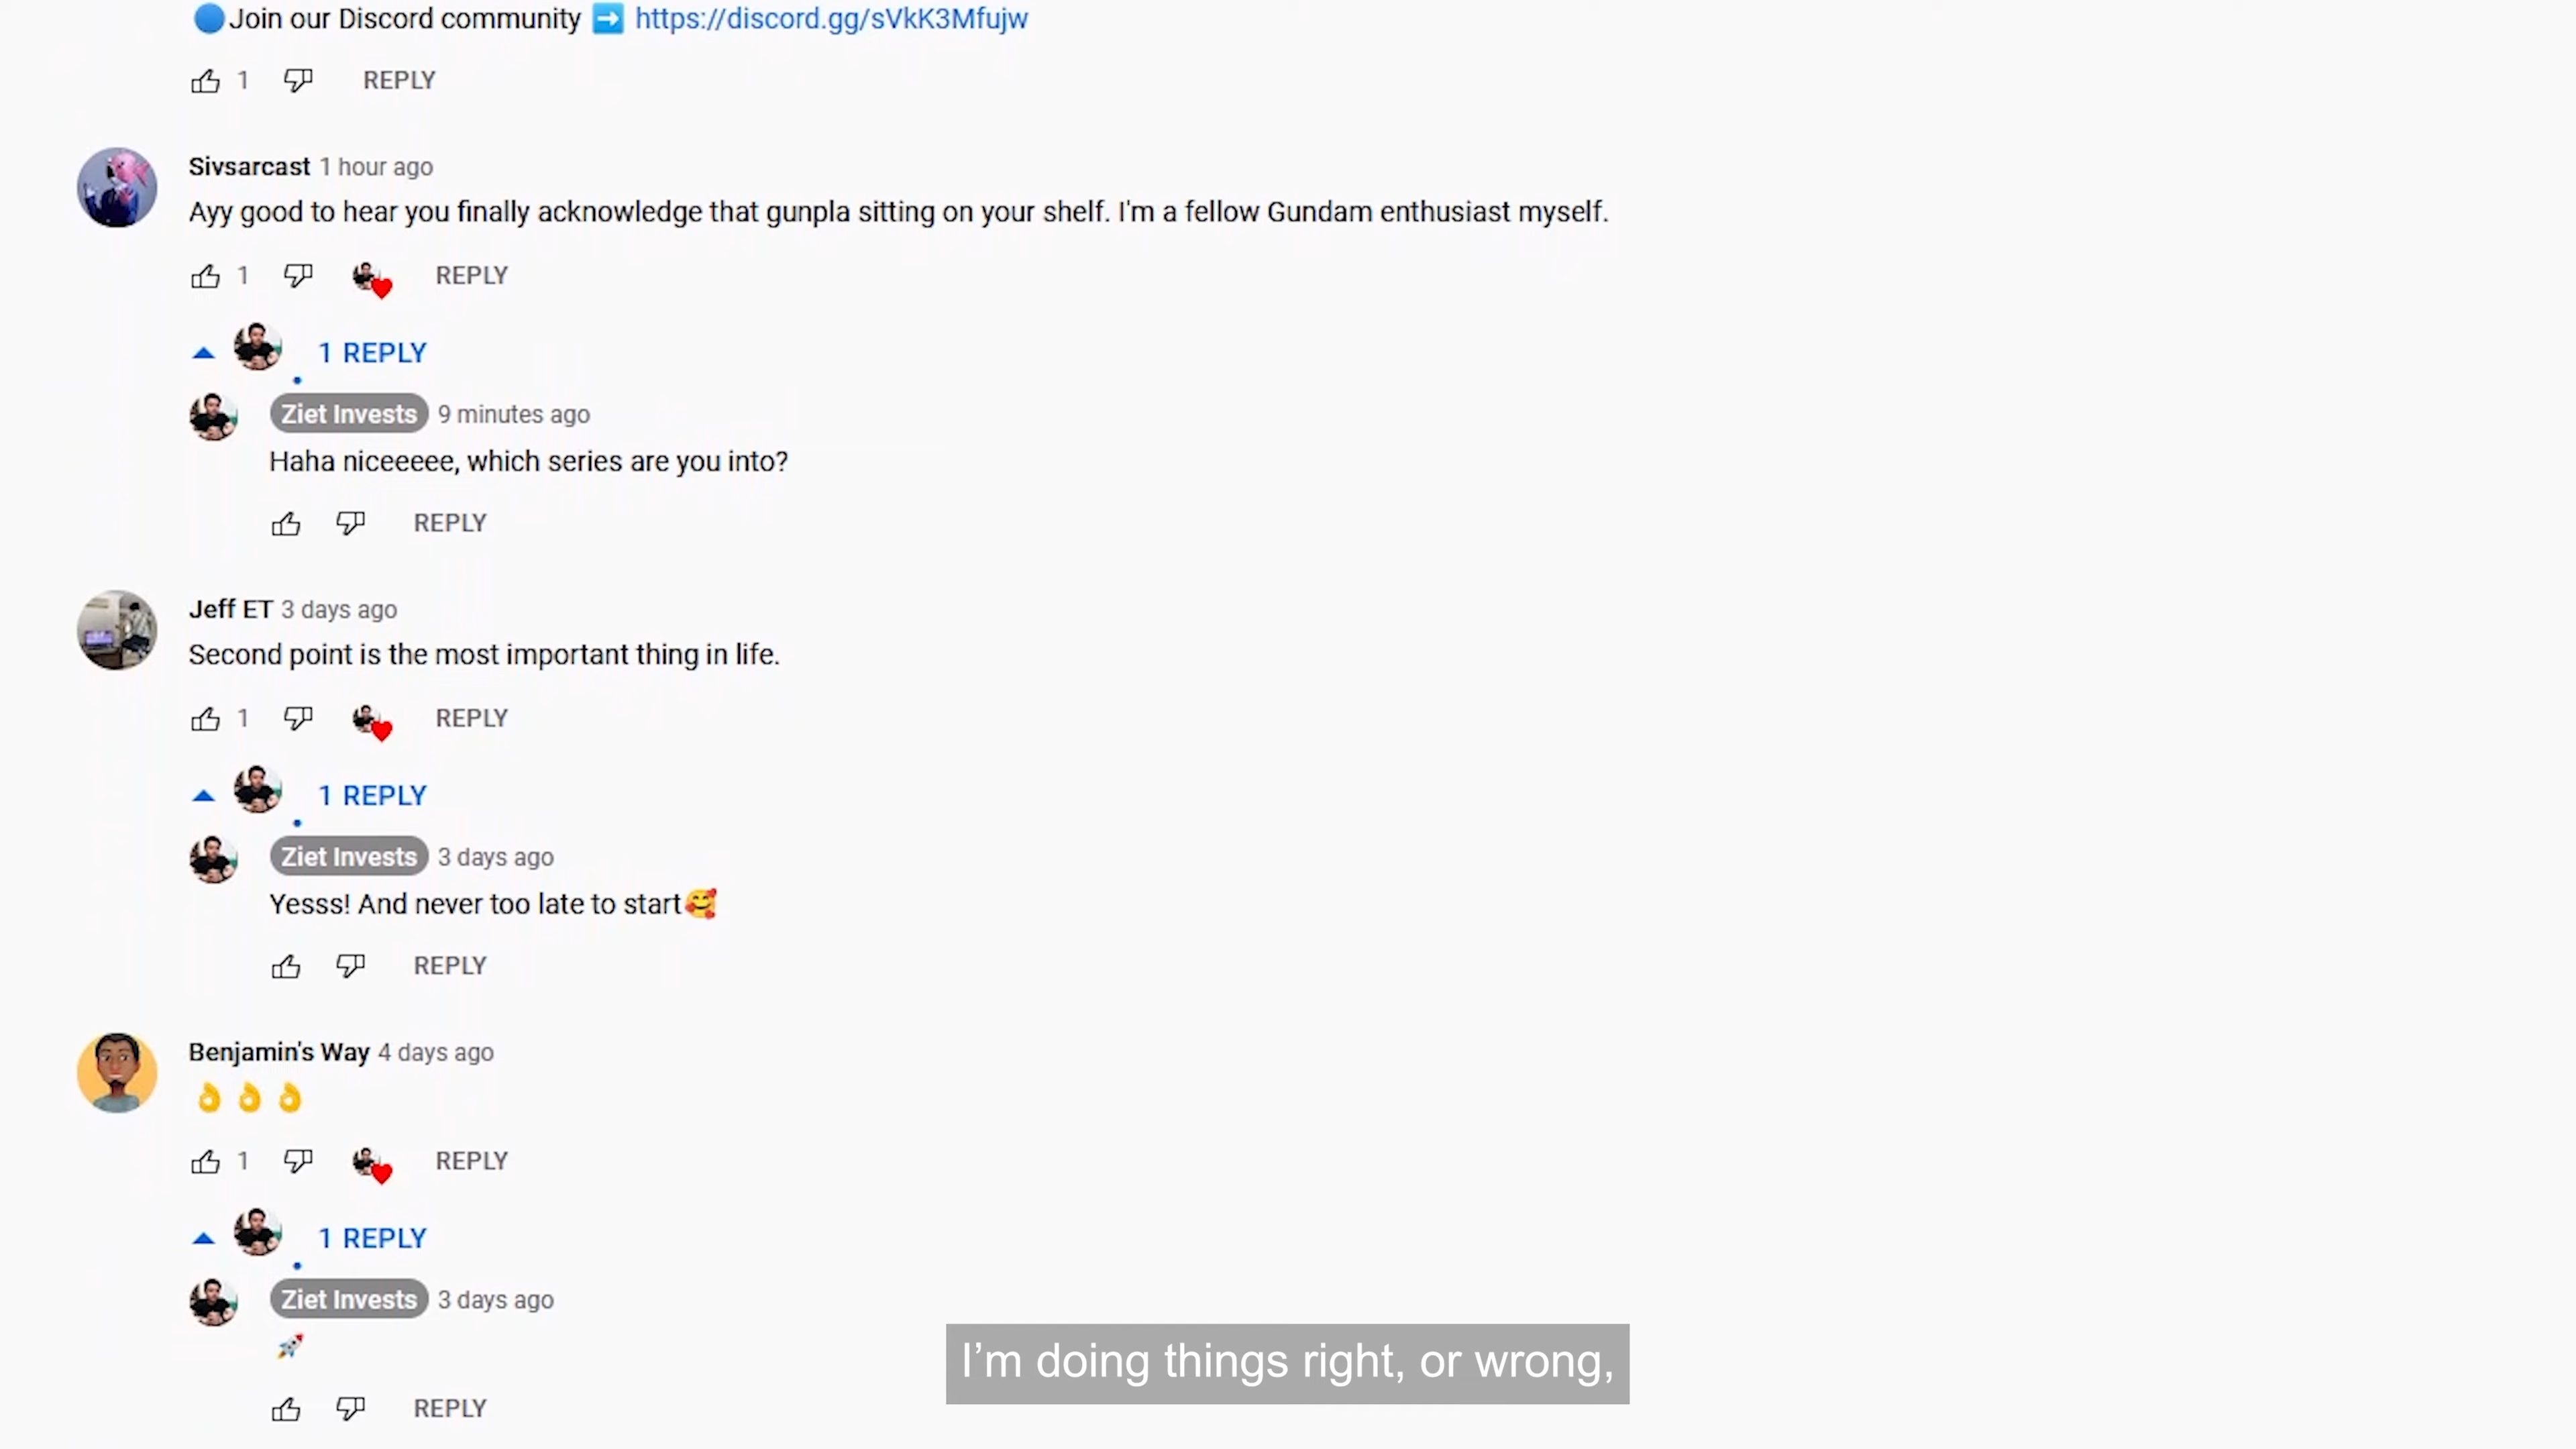 Join our Discord community ➡️ https://discord.gg/sVkK3Mfujw
1 REPLY
Sivsarcast 1 hour ago
Ayy good to hear you finally acknowledge that gunpla sitting on your shelf. I'm a fellow Gundam enthusiast myself.
1 REPLY
1 REPLY
Ziet Invests 9 minutes ago
Haha niceeeee, which series are you into?
REPLY
Jeff ET 3 days ago
Second point is the most important thing in life.
1 REPLY
1 REPLY
Ziet Invests 3 days ago
Yesss! And never too late to start🥰
REPLY
Benjamin's Way 4 days ago
👌👌👌
1 REPLY
1 REPLY
Ziet Invests 3 days ago
🚀
REPLY
I'm doing things right, or wrong,